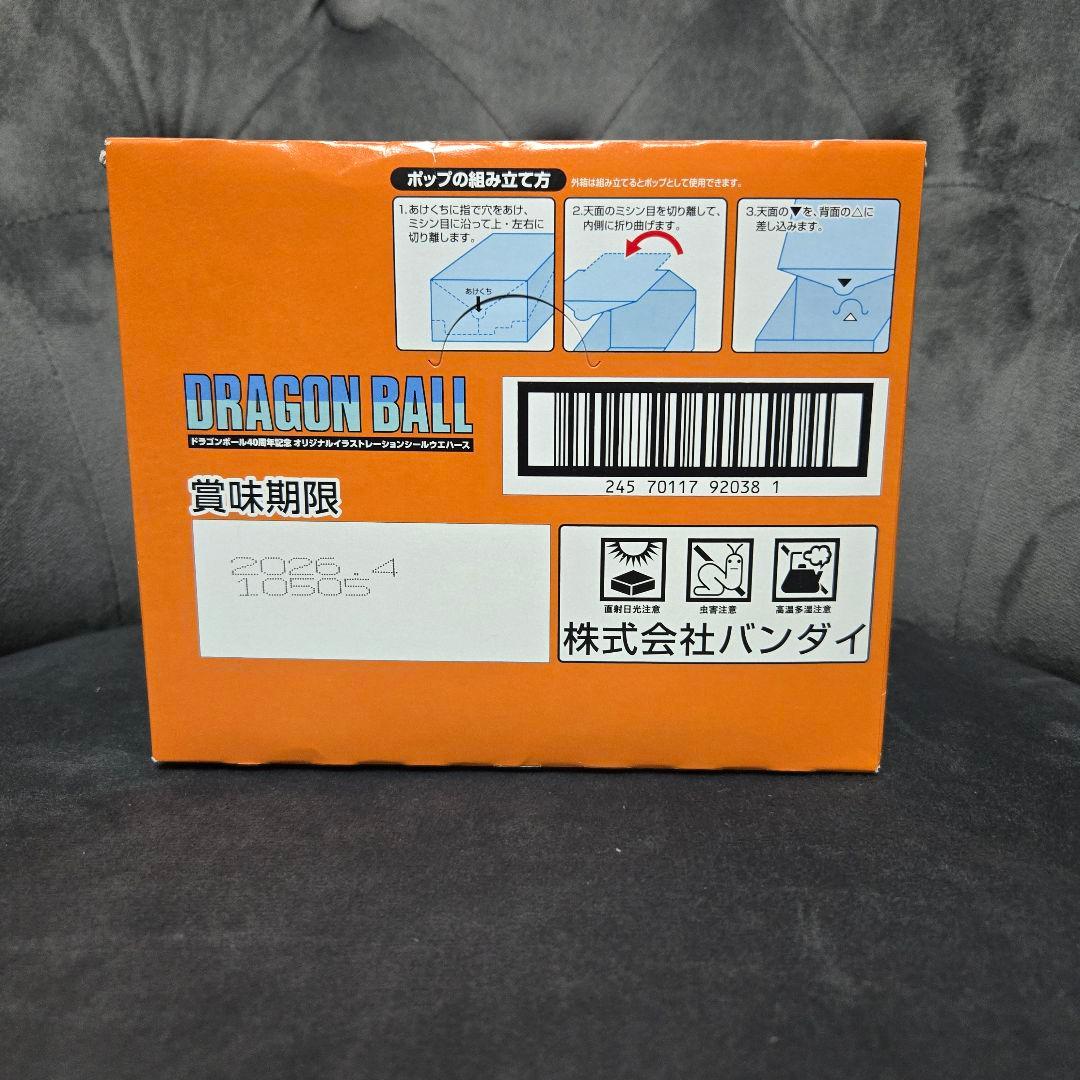 ポップの組み立て方
外箱は組み立てるとポップとして使用できます。
1.あけくちに指で穴をあけ、
ミシン目に沿って上・左右に
切り離します。
あけくち
2.天面のミシン目を切り離して、
内側に折り曲げます。
3.天面の▼を、背面の△に
差し込みます。
DRAGON BALL
ドラゴンボール40周年記念 オリジナルイラストレーションシールウエハース
245 70117 92038 1
賞味期限
2026.4
10505
直射日光注意
虫害注意
高温多湿注意
株式会社バンダイ